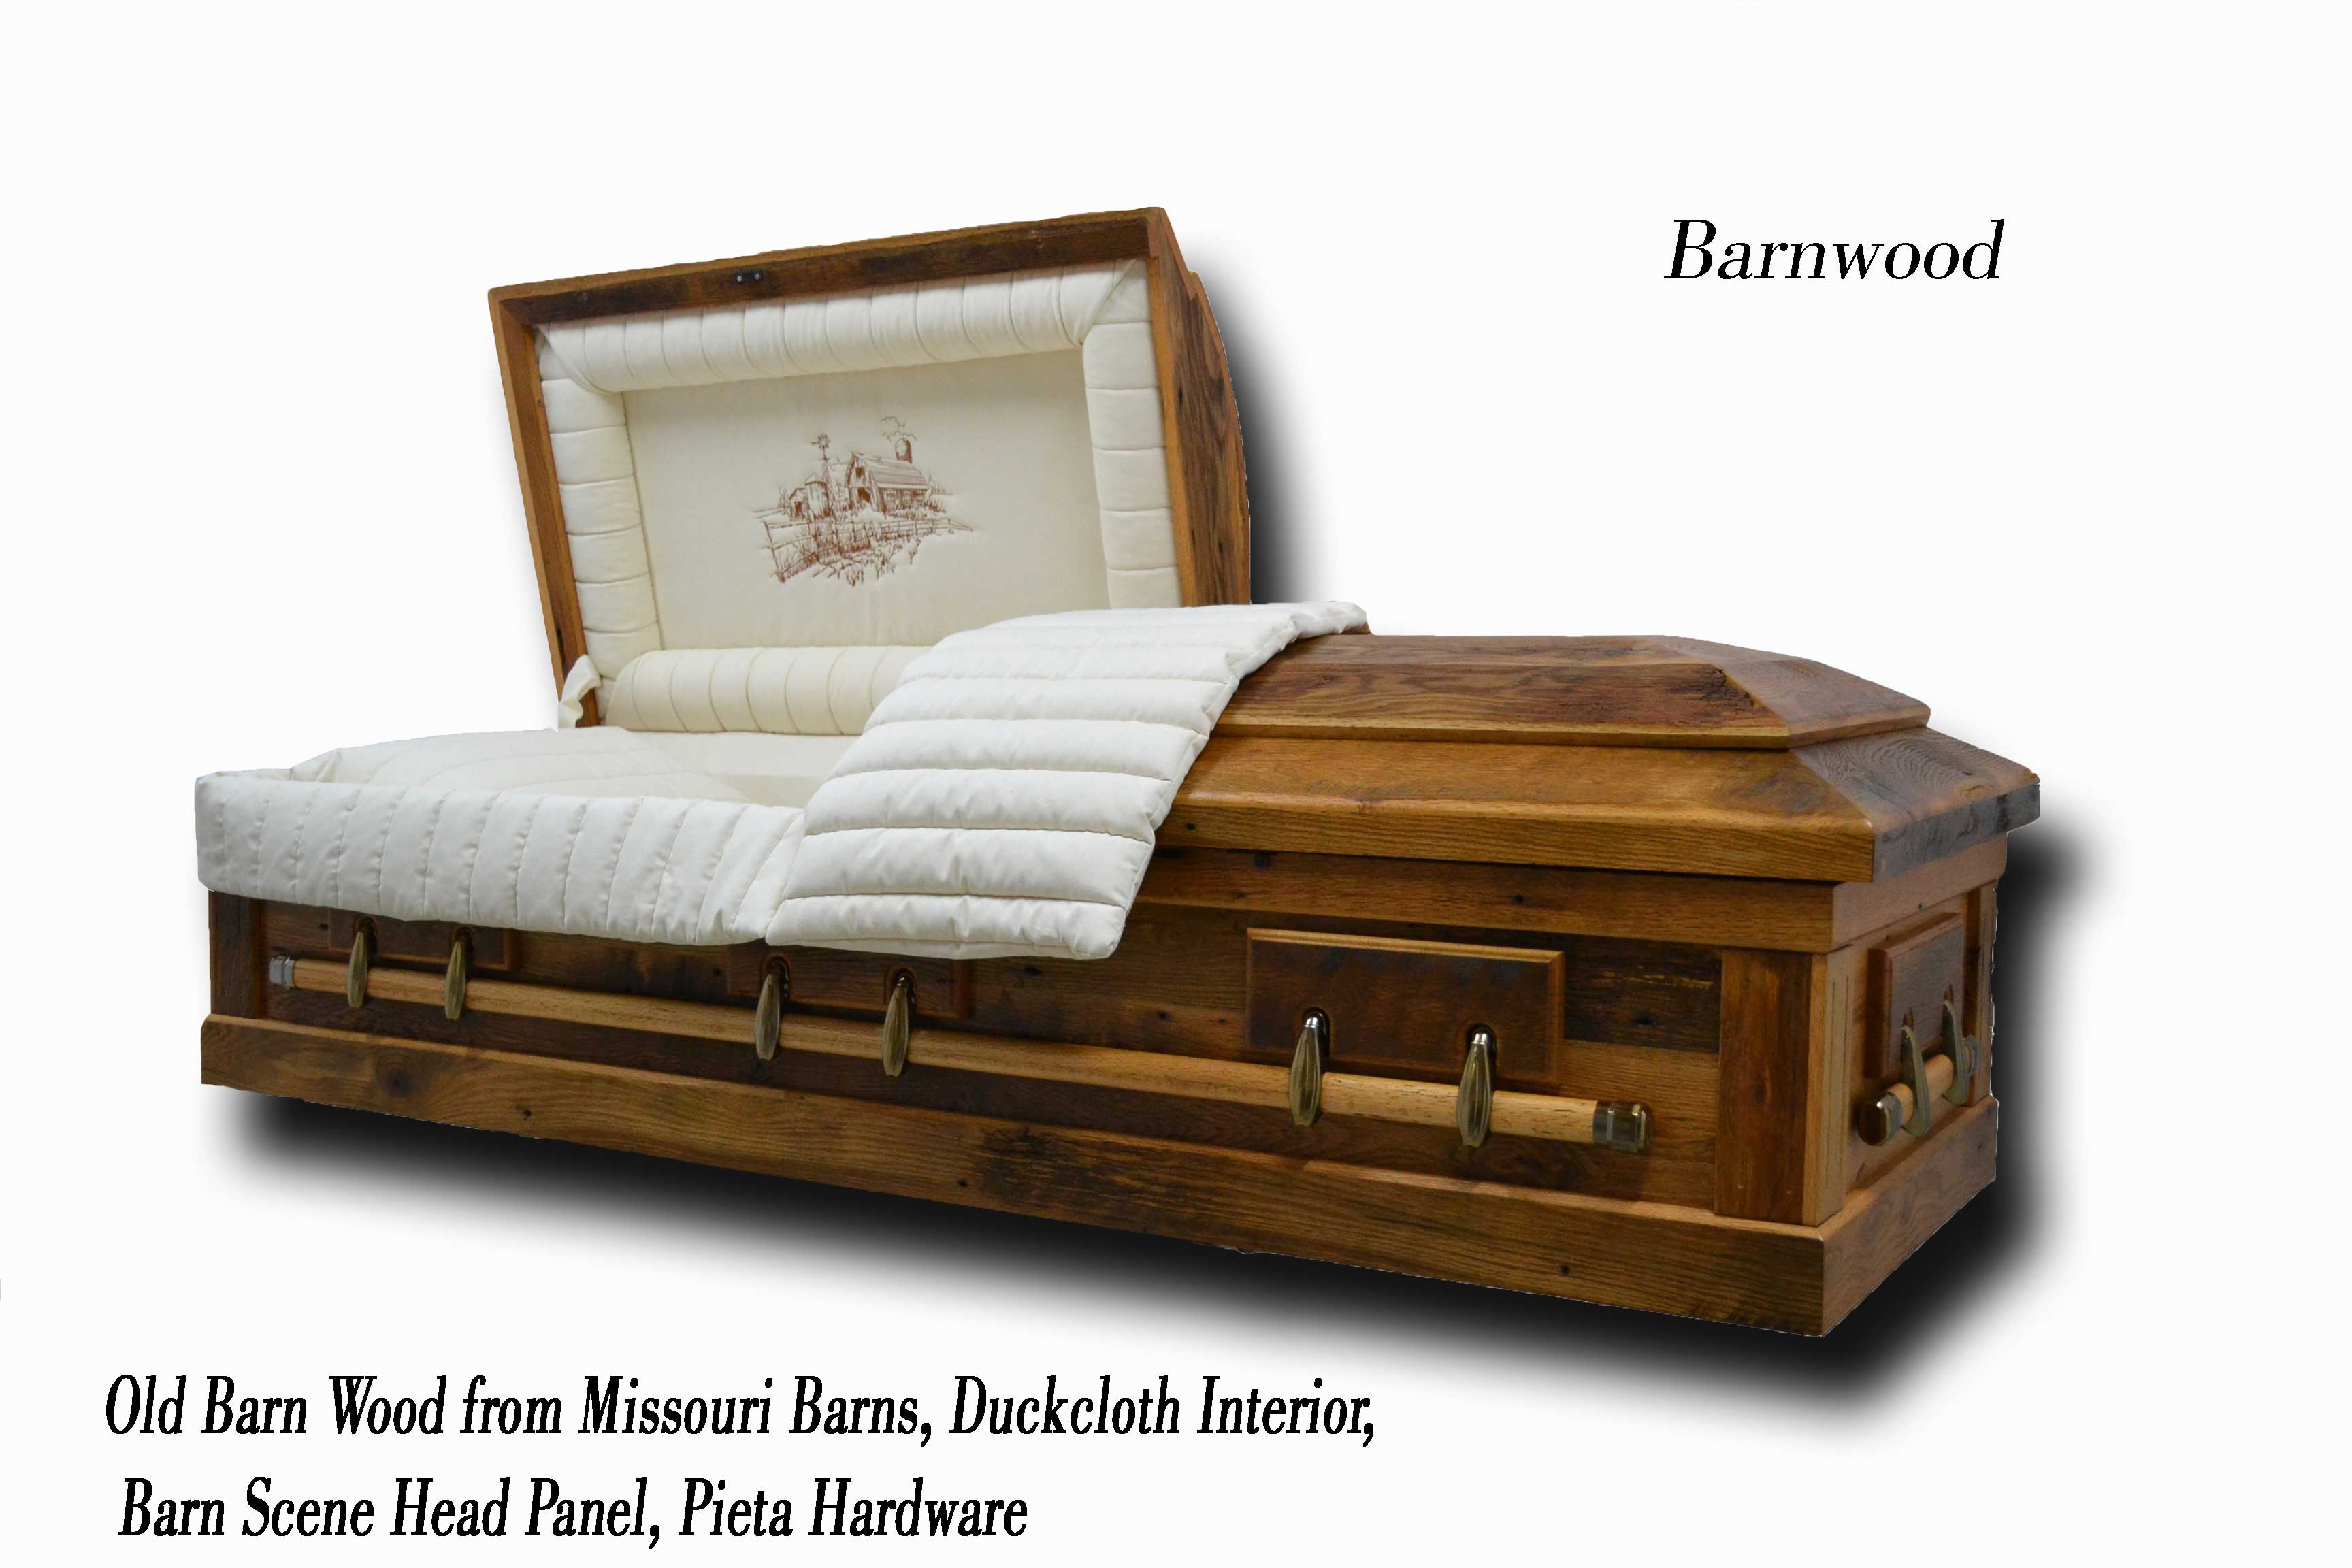 Barnwood
Old Barn Wood from Missouri Barns, Duckcloth Interior,
Barn Scene Head Panel, Pieta Hardware